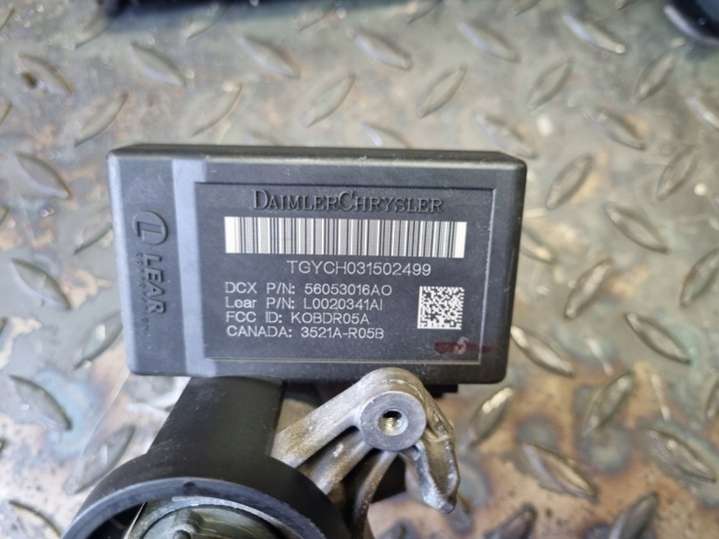 DAIMLERCHRYSLER
TGYCH031502499
DCX P/N: 56053016AO
Lear P/N: L0020341AI
FCC ID: KOBDR05A
CANADA: 3521A-R05B
LEAR